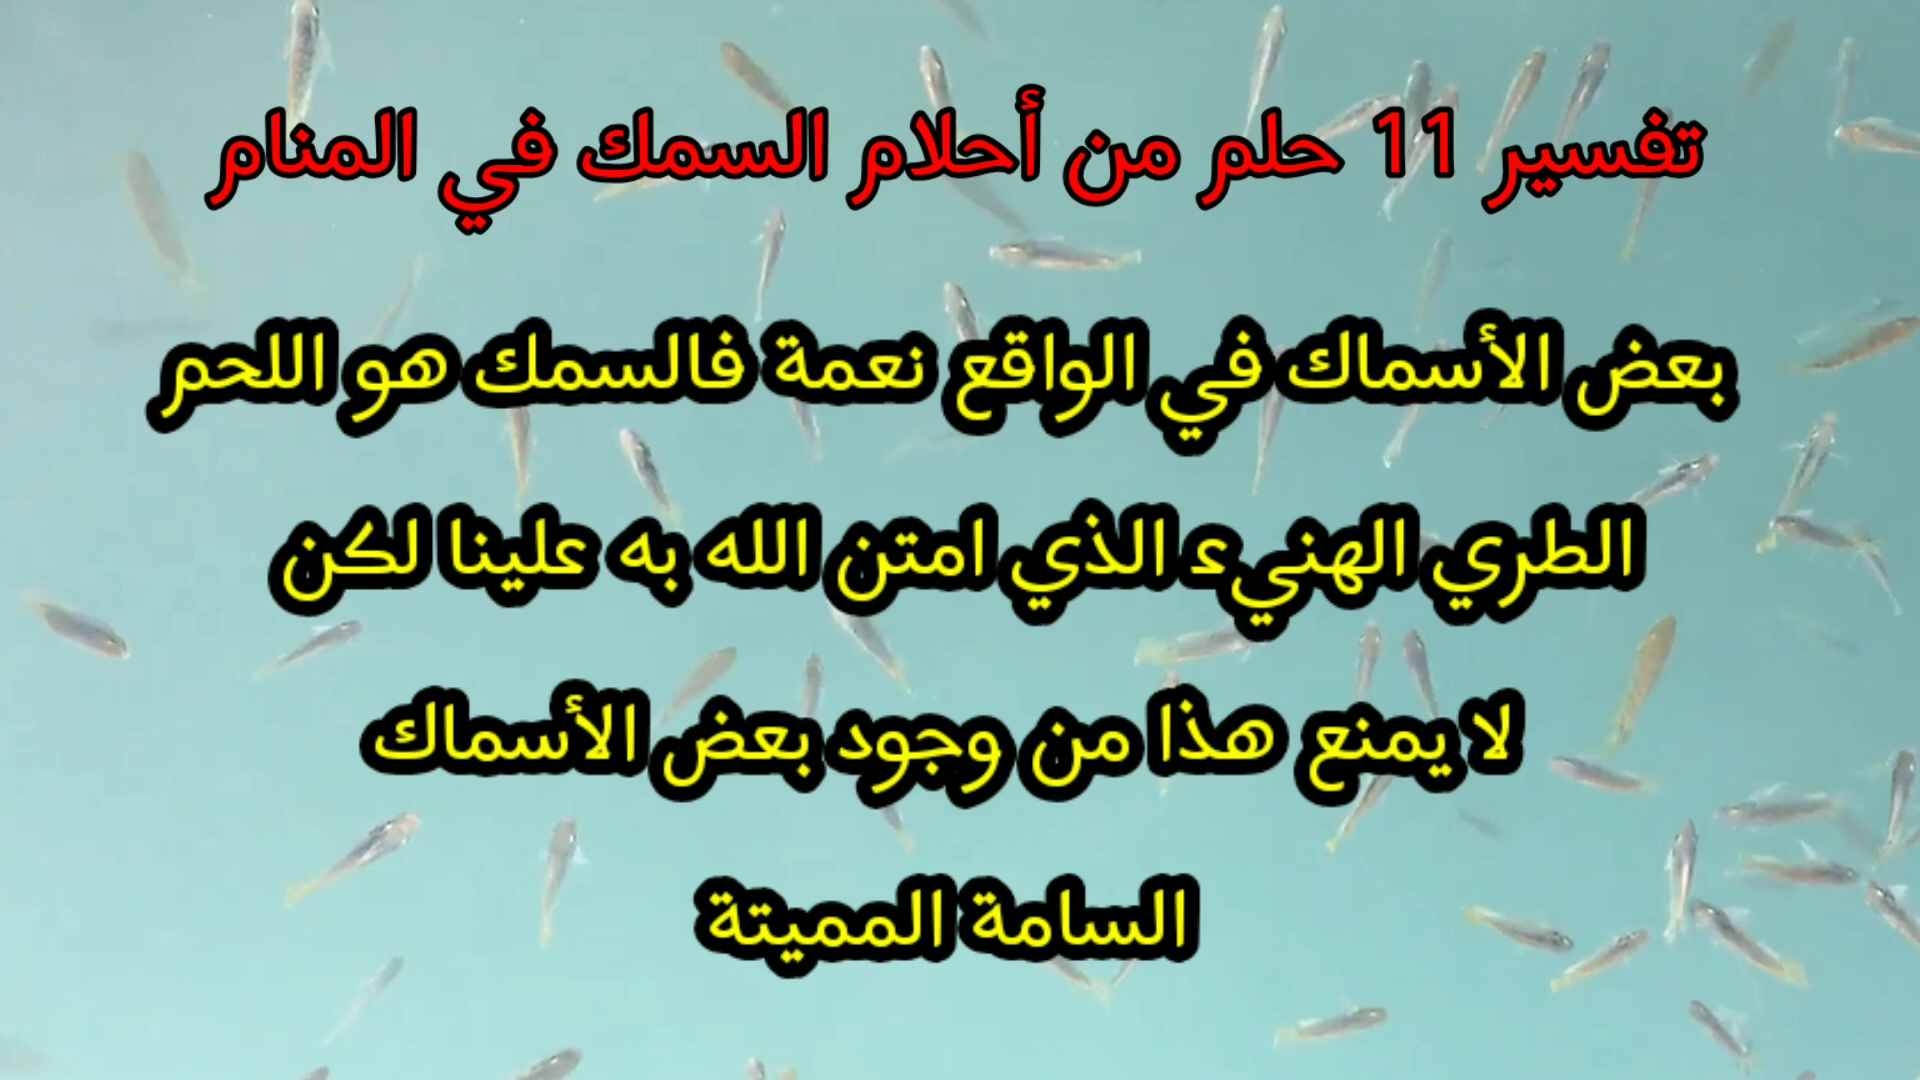 تفسير 11 حلم من أحلام السمك في المنام
بعض الأسماك في الواقع نعمة فالسمك هو اللحم
الطري الهنيء الذي امتن الله به علينا لكن
لا يمنع هذا من وجود بعض الأسماك
السامة المميتة